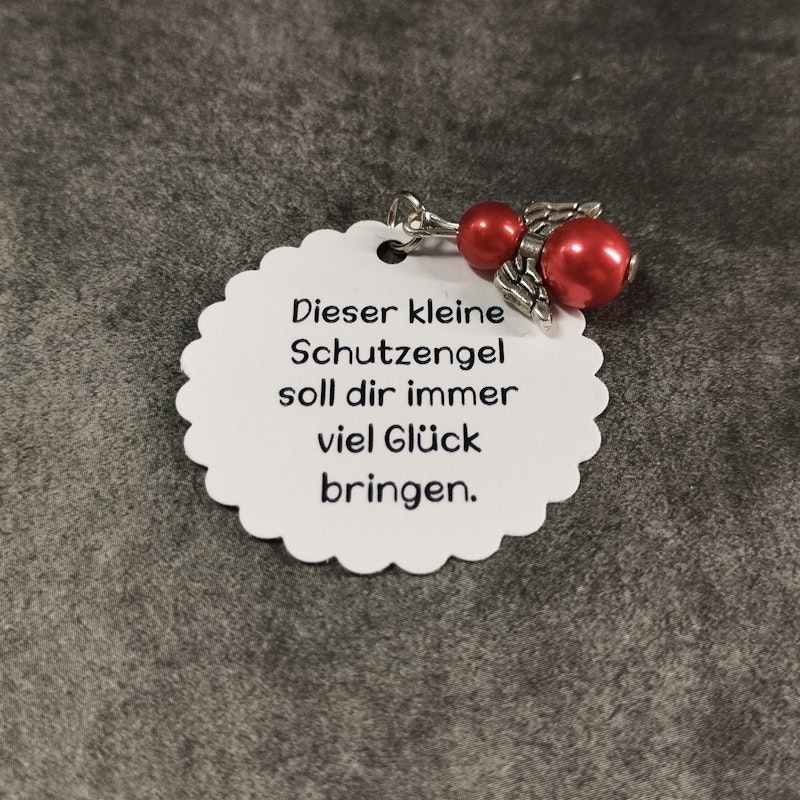 Dieser kleine
Schutzengel
soll dir immer
viel Glück
bringen.